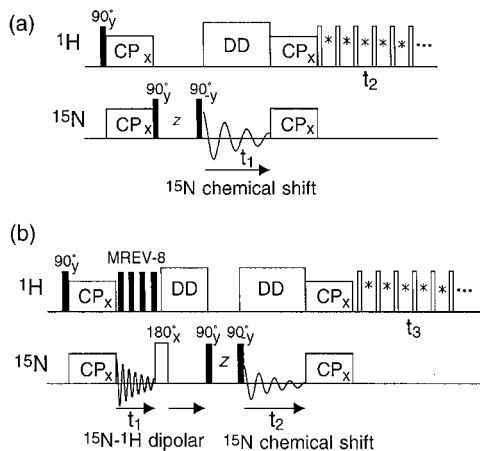 (a)
90°y
¹H CPx DD CPx * * * * * ...
t₂
90°y 90°-y
¹⁵N CPx z CPx
t₁
¹⁵N chemical shift
(b)
90°y MREV-8
¹H CPx DD DD CPx * * * * * ...
t₃
180°x 90°y 90°y
¹⁵N CPx z CPx
t₁ t₂
¹⁵N-¹H dipolar ¹⁵N chemical shift